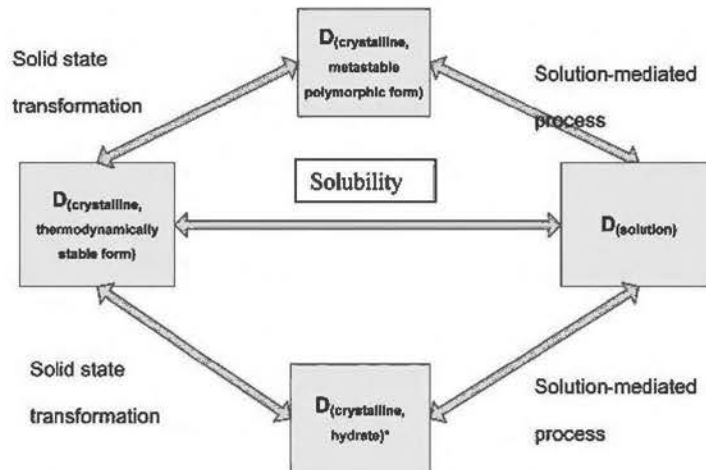 D(crystalline,
metastable
polymorphic form)
Solid state
transformation
Solution-mediated
process
Solubility
D(crystalline,
thermodynamically
stable form)
D(solution)
Solid state
transformation
D(crystalline,
hydrate)*
Solution-mediated
process